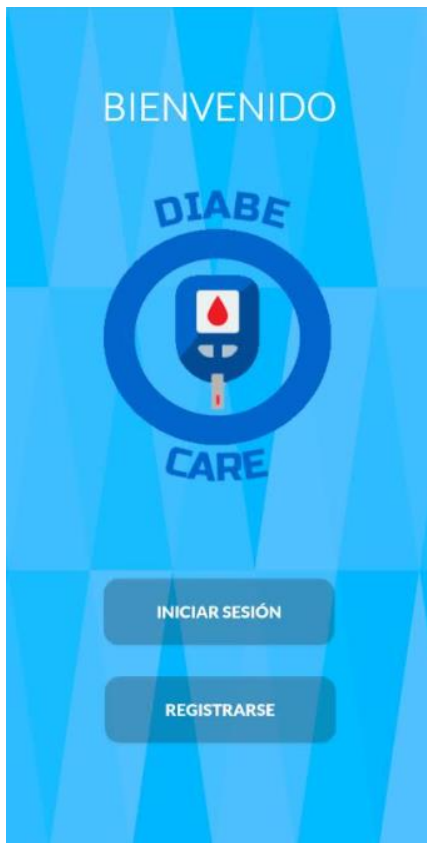 BIENVENIDO
DIABE
CARE
INICIAR SESIÓN
REGISTRARSE